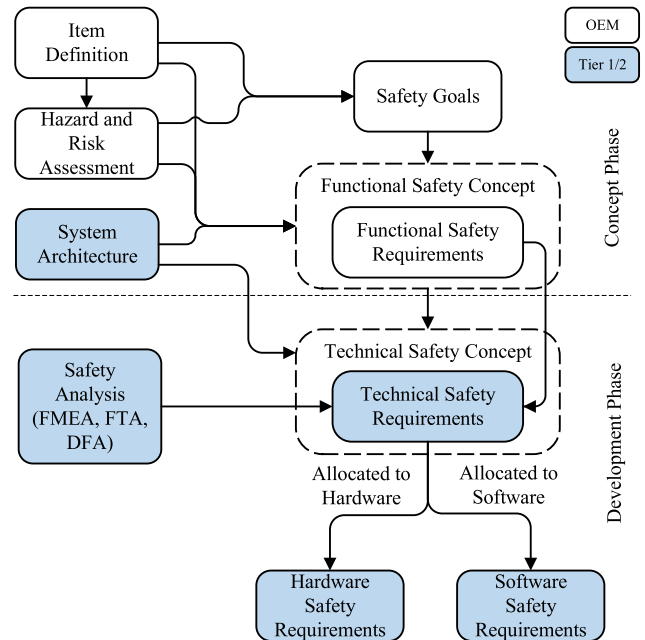 Item
Definition
OEM
Tier 1/2
Safety Goals
Hazard and
Risk
Assessment
Concept Phase
Functional Safety Concept
Functional Safety
Requirements
System
Architecture
Technical Safety Concept
Technical Safety
Requirements
Safety
Analysis
(FMEA, FTA,
DFA)
Development Phase
Allocated to
Hardware
Allocated to
Software
Hardware
Safety
Requirements
Software
Safety
Requirements